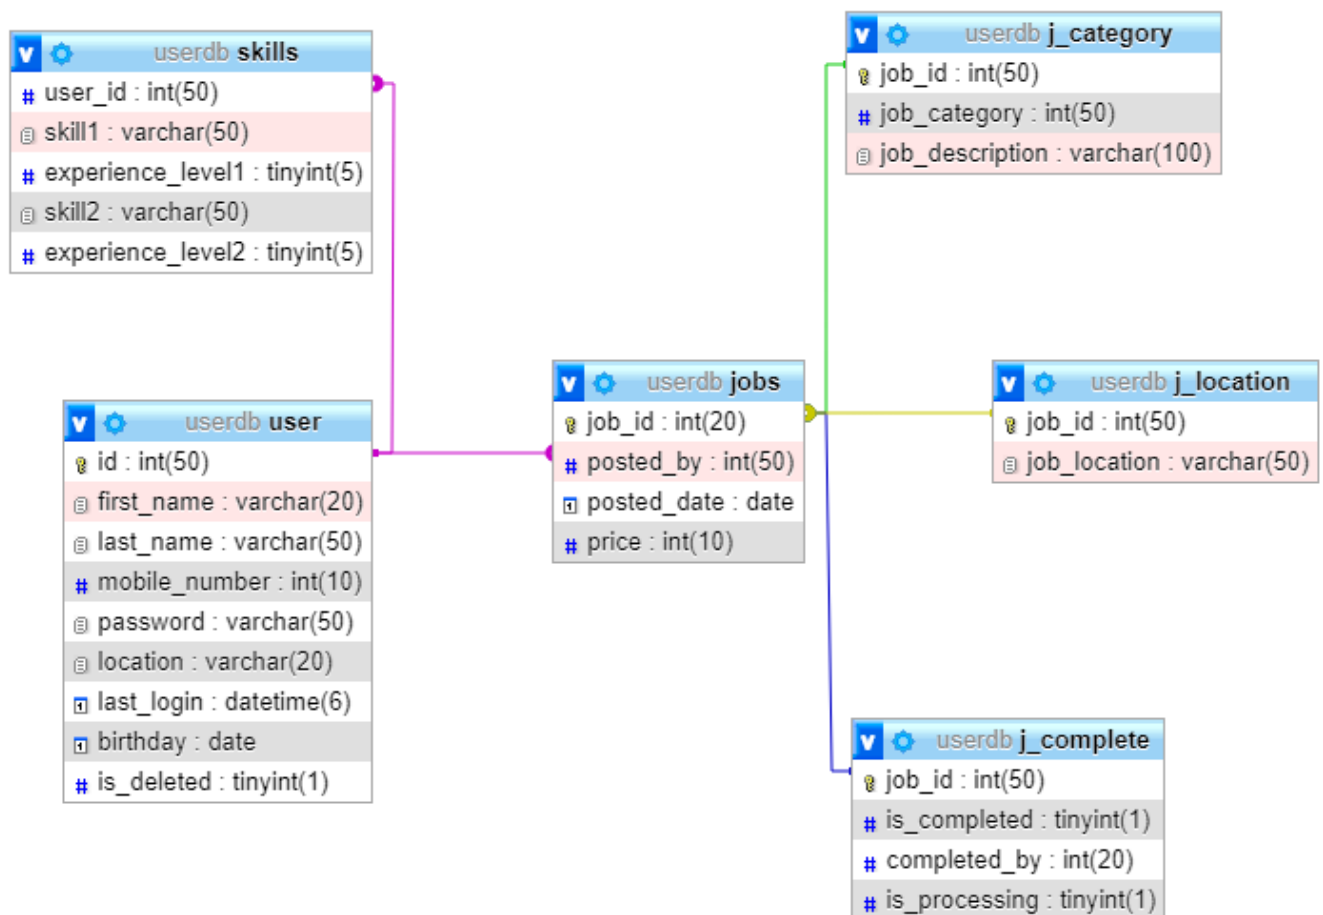 userdb skills
user_id : int(50)
skill1 : varchar(50)
experience_level1 : tinyint(5)
skill2 : varchar(50)
experience_level2 : tinyint(5)
userdb user
id : int(50)
first_name : varchar(20)
last_name : varchar(50)
mobile_number : int(10)
password : varchar(50)
location : varchar(20)
last_login : datetime(6)
birthday : date
is_deleted : tinyint(1)
userdb jobs
job_id : int(20)
posted_by : int(50)
posted_date : date
price : int(10)
userdb j_category
job_id : int(50)
job_category : int(50)
job_description : varchar(100)
userdb j_location
job_id : int(50)
job_location : varchar(50)
userdb j_complete
job_id : int(50)
is_completed : tinyint(1)
completed_by : int(20)
is_processing : tinyint(1)